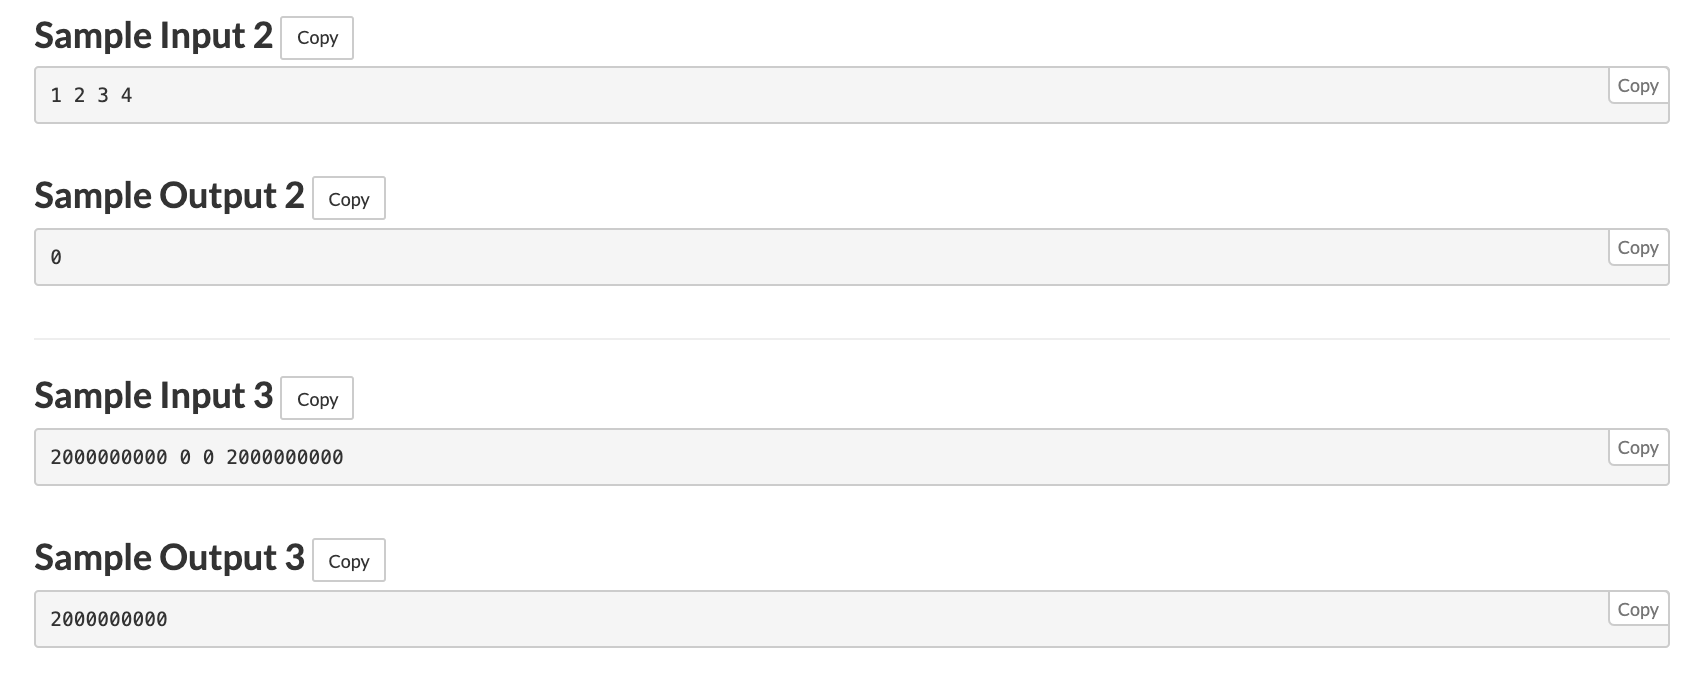 Sample Input 2 Copy
Copy
1 2 3 4
Sample Output 2 Copy
Copy
0
Sample Input 3 Copy
Copy
2000000000 0 0 2000000000
Sample Output 3 Copy
Copy
2000000000